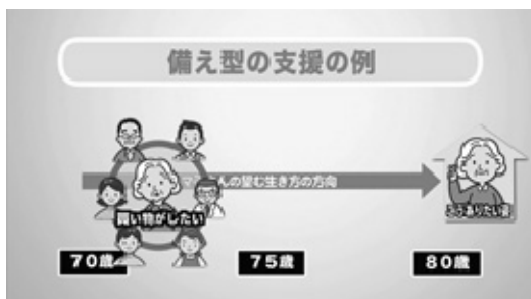 備え型の支援の例
んの望む生き方の方向
買い物がしたい
70歳
75歳
80歳